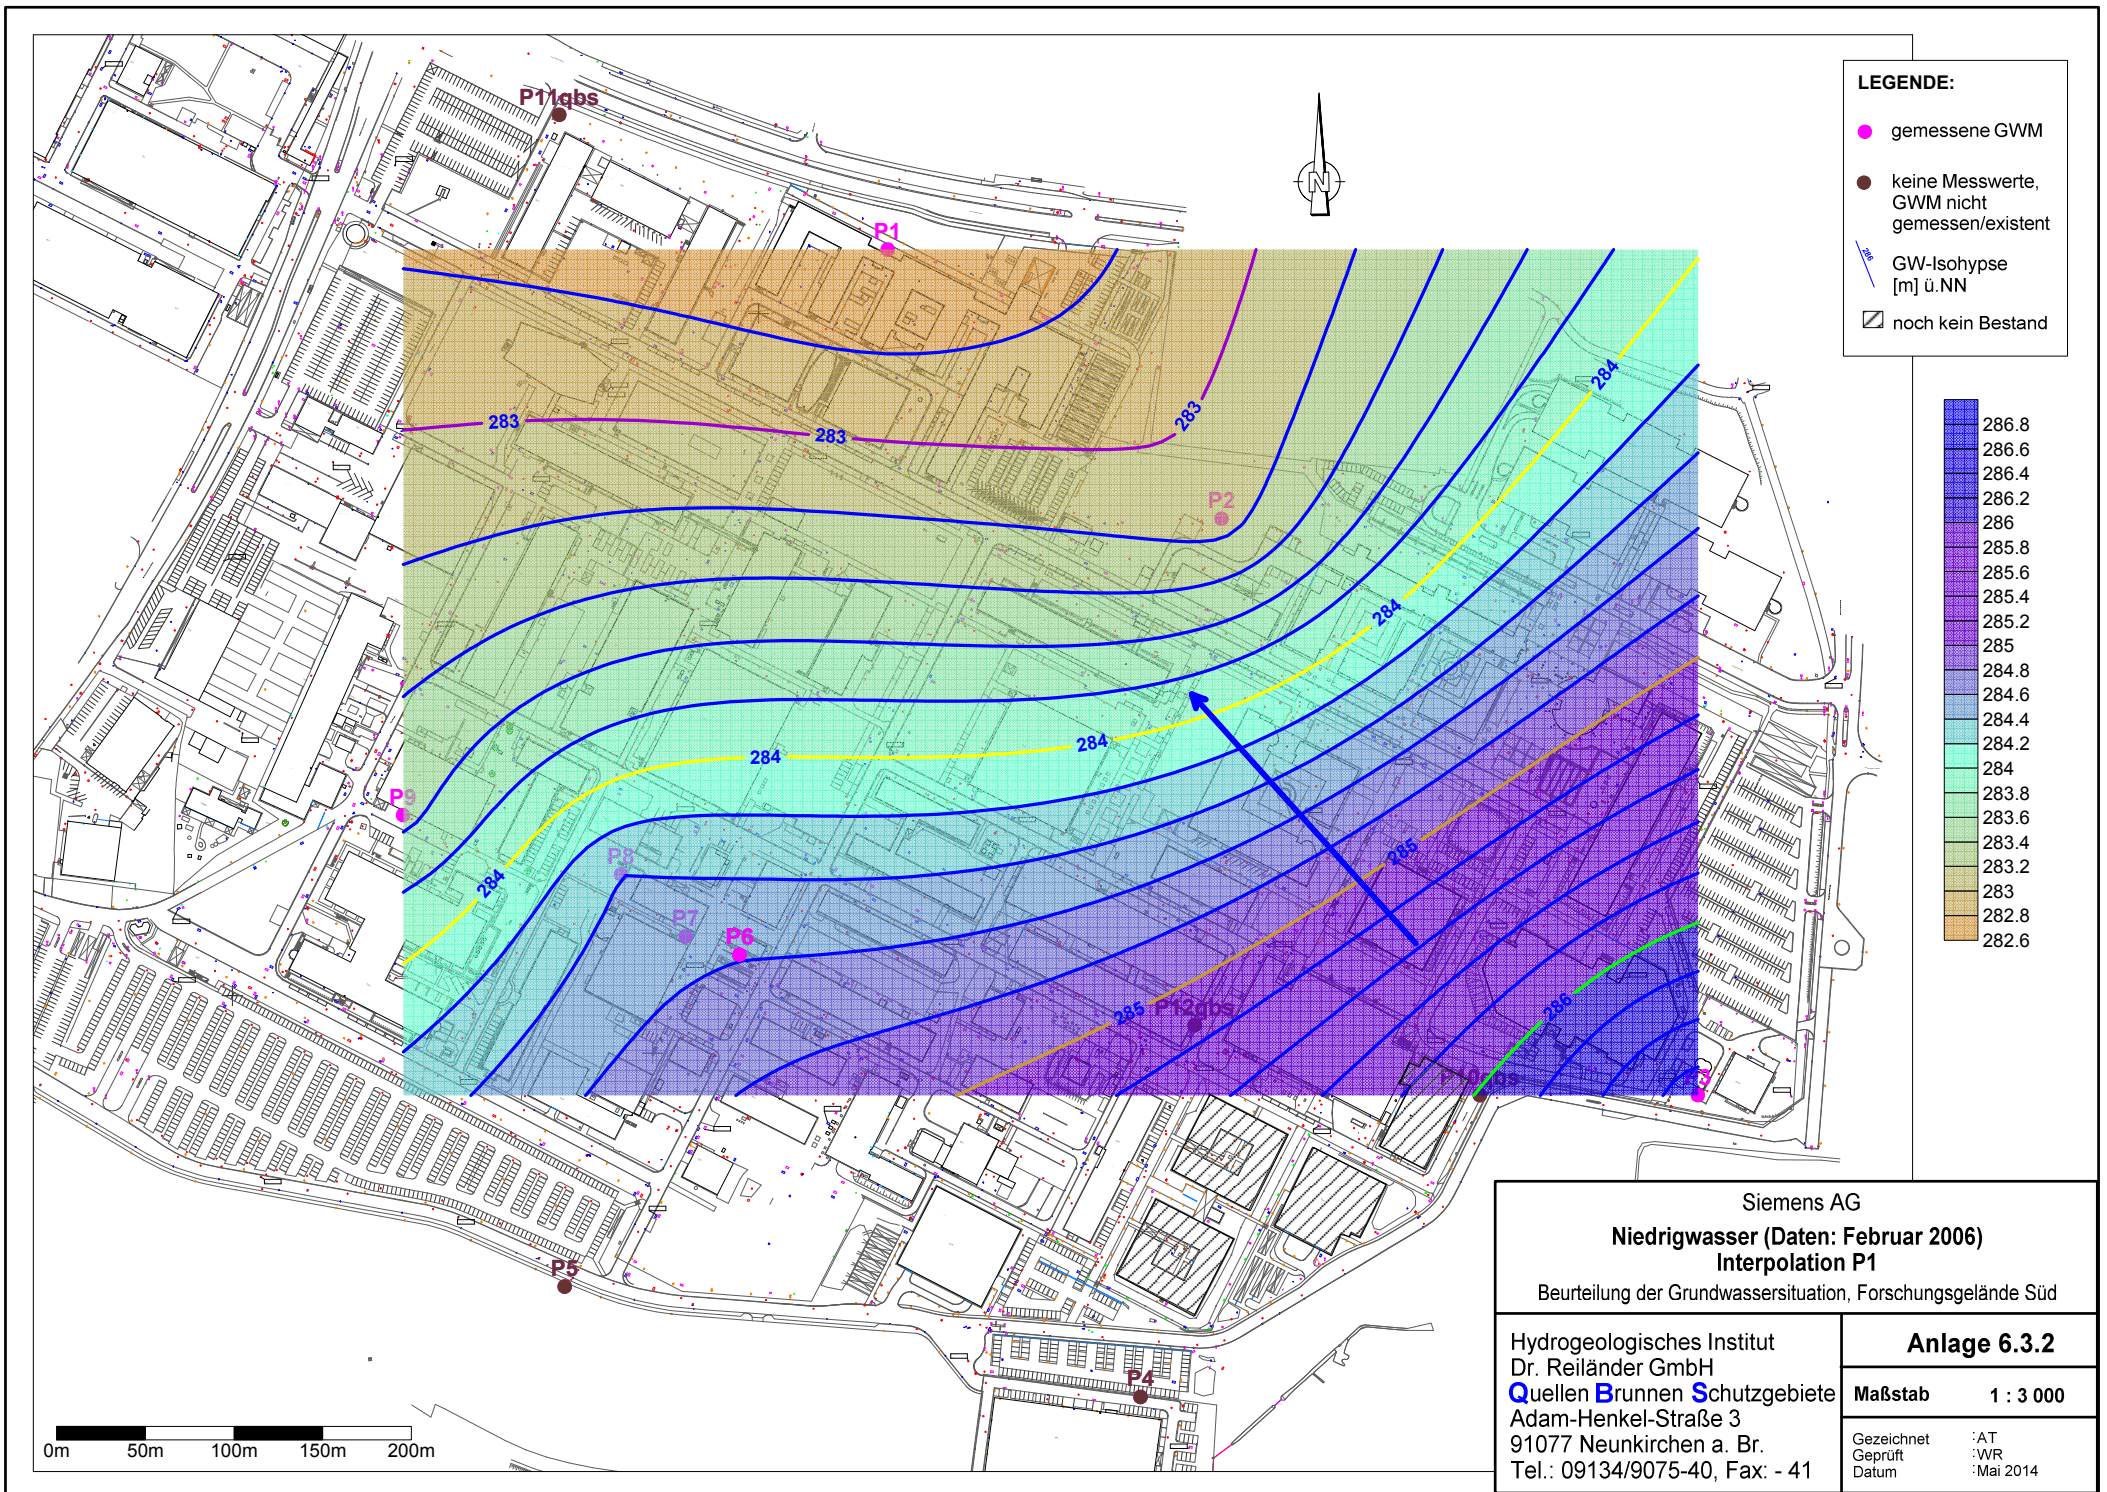 P11qbs
P1
N
283
283
283
P2
284
284
284
284
284
P9
P8
P7
P6
285
285
P12qbs
286
P5
P4
LEGENDE:
gemessene GWM
keine Messwerte,
GWM nicht
gemessen/existent
286
GW-Isohypse
[m] ü.NN
noch kein Bestand
286.8
286.6
286.4
286.2
286
285.8
285.6
285.4
285.2
285
284.8
284.6
284.4
284.2
284
283.8
283.6
283.4
283.2
283
282.8
282.6
0m 50m 100m 150m 200m
Siemens AG
Niedrigwasser (Daten: Februar 2006)
Interpolation P1
Beurteilung der Grundwassersituation, Forschungsgelände Süd
Hydrogeologisches Institut
Dr. Reiländer GmbH
Quellen Brunnen Schutzgebiete
Adam-Henkel-Straße 3
91077 Neunkirchen a. Br.
Tel.: 09134/9075-40, Fax: - 41
Anlage 6.3.2
Maßstab 1 : 3 000
Gezeichnet : AT
Geprüft : WR
Datum : Mai 2014